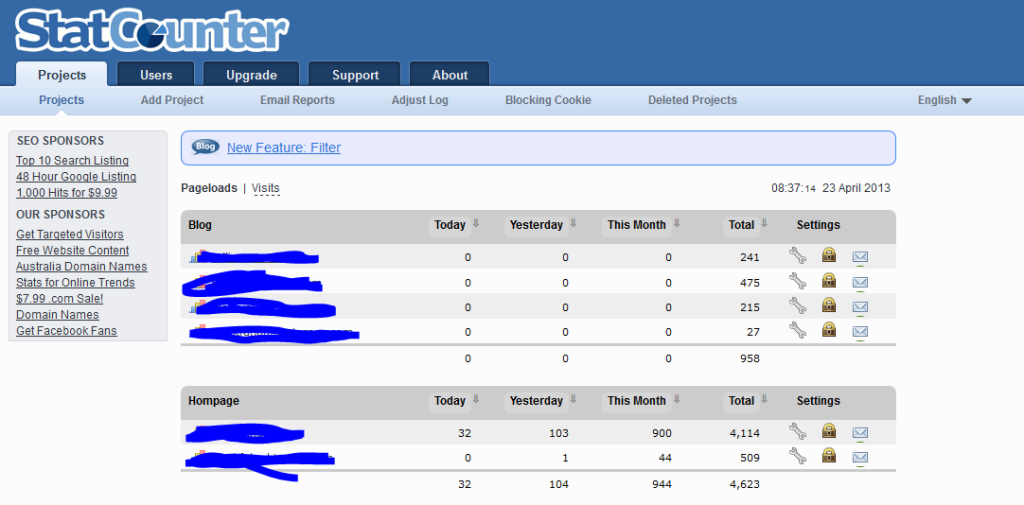 StatCounter
Projects Users Upgrade Support About
Projects Add Project Email Reports Adjust Log Blocking Cookie Deleted Projects English
SEO SPONSORS
Top 10 Search Listing
48 Hour Google Listing
1,000 Hits for $9.99
OUR SPONSORS
Get Targeted Visitors
Free Website Content
Australia Domain Names
Stats for Online Trends
$7.99 .com Sale!
Domain Names
Get Facebook Fans
Blog New Feature: Filter
Pageloads | Visits 08:37:14 23 April 2013
Blog Today Yesterday This Month Total Settings
0 0 0 241
0 0 0 475
0 0 0 215
0 0 0 27
0 0 0 958
Hompage Today Yesterday This Month Total Settings
32 103 900 4,114
0 1 44 509
32 104 944 4,623